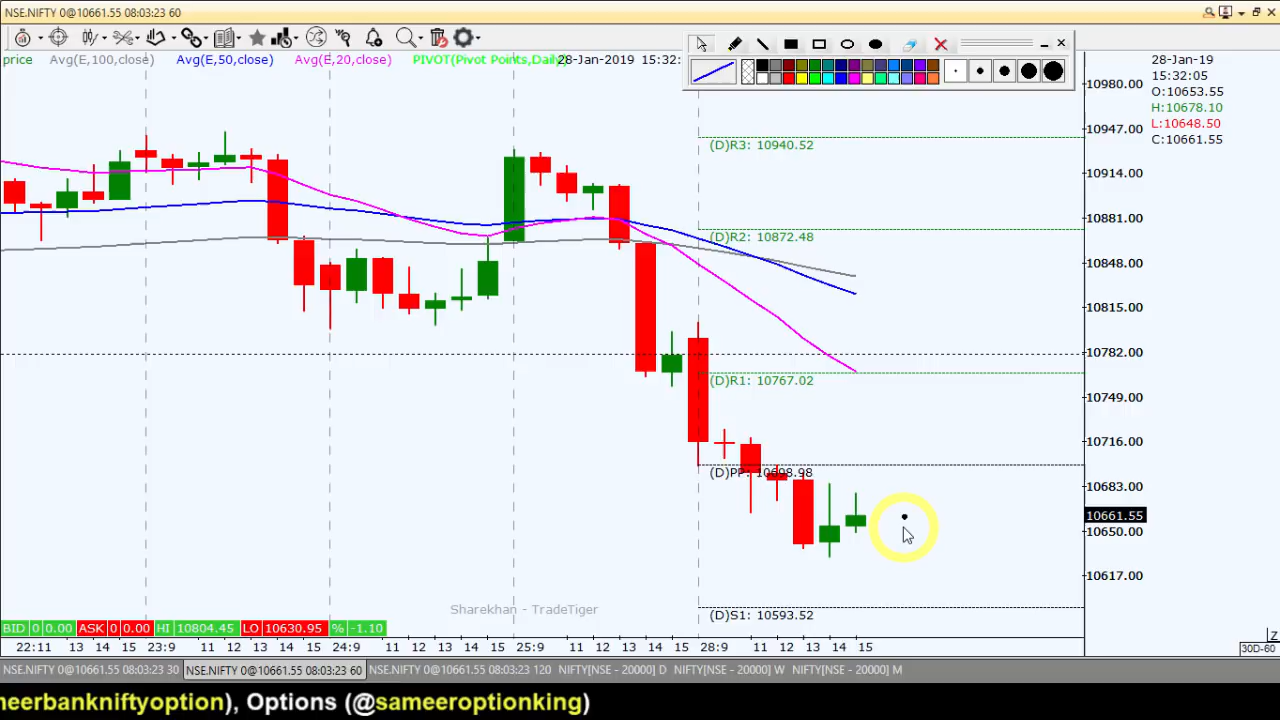 NSE.NIFTY 0@10661.55 08:03:23 60
price Avg(E,100,close) Avg(E,50,close) Avg(E,20,close) PIVOT(Pivot Points,Daily) 28-Jan-2019 15:32:
28-Jan-19
15:32:05
O:10653.55
H:10678.10
L:10648.50
C:10661.55
10980.00
10947.00
10914.00
10881.00
10848.00
10815.00
10782.00
10749.00
10716.00
10683.00
10661.55
10650.00
10617.00
(D)R3: 10940.52
(D)R2: 10872.48
(D)R1: 10767.02
(D)PP: 10698.98
(D)S1: 10593.52
Sharekhan - TradeTiger
BID 0 0.00 ASK 0 0.00 HI 10804.45 LO 10630.95 % -1.10
22:11 13 14 15 23:9 11 12 13 14 15 24:9 11 12 13 14 15 25:9 11 12 13 14 15 28:9 11 12 13 14 15
Z
30D-60
NSE.NIFTY 0@10661.55 08:03:23 30 NSE.NIFTY 0@10661.55 08:03:23 60 NSE.NIFTY 0@10661.55 08:03:23 120 NIFTY[NSE - 20000] D NIFTY[NSE - 20000] W NIFTY[NSE - 20000] M
meerbankniftyoption), Options (@sameeroptionking)